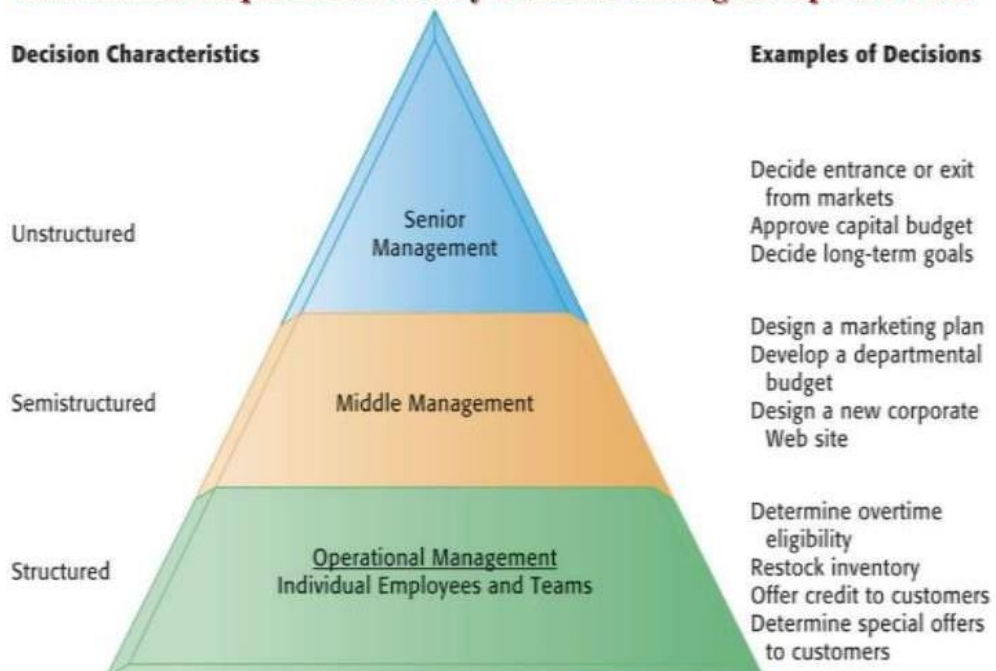 Decision Characteristics
Examples of Decisions
Unstructured
Senior
Management
Decide entrance or exit
from markets
Approve capital budget
Decide long-term goals
Semistructured
Middle Management
Design a marketing plan
Develop a departmental
budget
Design a new corporate
Web site
Structured
Operational Management
Individual Employees and Teams
Determine overtime
eligibility
Restock inventory
Offer credit to customers
Determine special offers
to customers